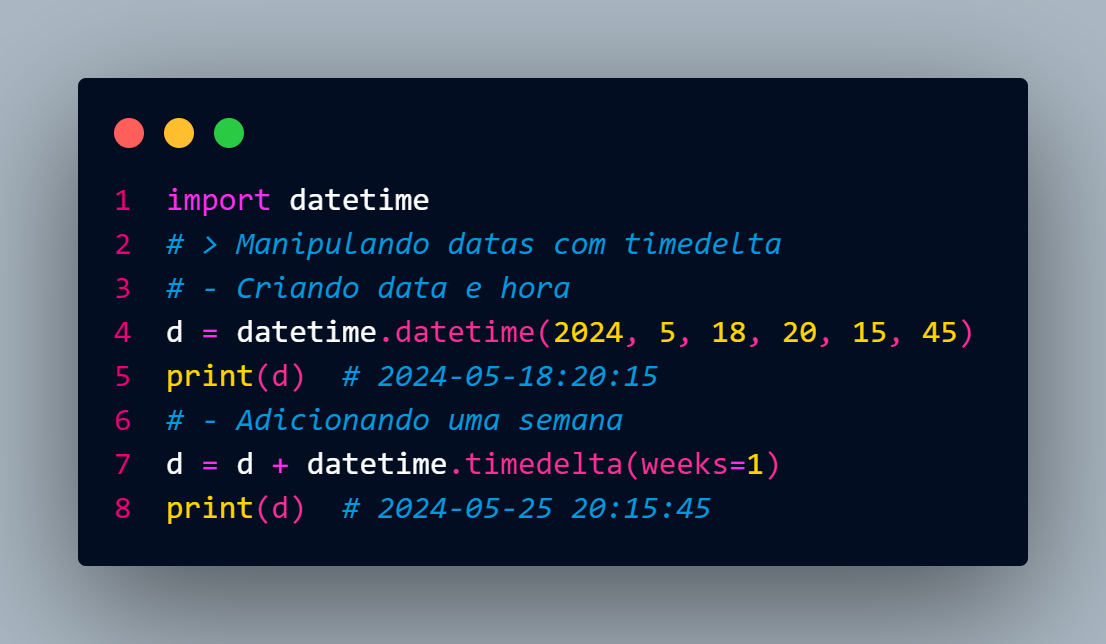 1 import datetime
2 # > Manipulando datas com timedelta
3 # - Criando data e hora
4 d = datetime.datetime(2024, 5, 18, 20, 15, 45)
5 print(d)  # 2024-05-18:20:15
6 # - Adicionando uma semana
7 d = d + datetime.timedelta(weeks=1)
8 print(d)  # 2024-05-25 20:15:45